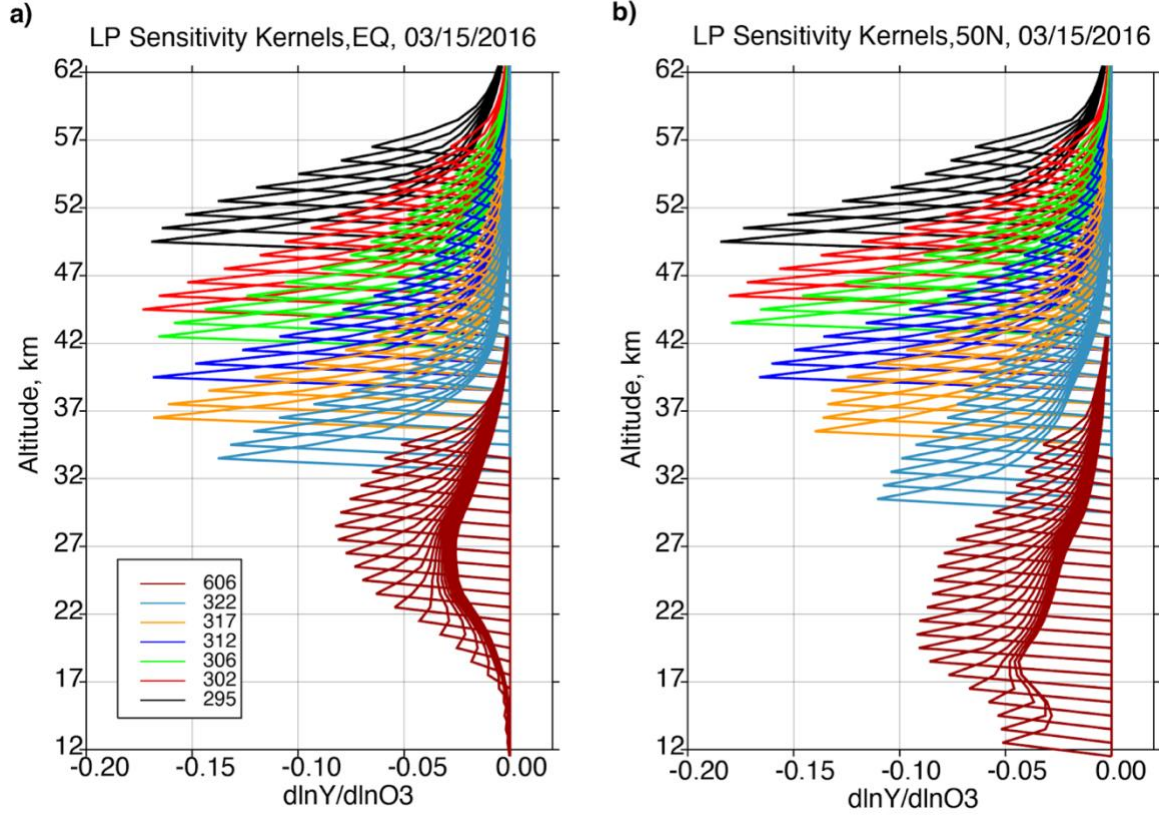 a)
LP Sensitivity Kernels,EQ, 03/15/2016
62
57
52
47
42
37
32
27
22
17
12
Altitude, km
606
322
317
312
306
302
295
-0.20 -0.15 -0.10 -0.05 0.00
dlnY/dlnO3
b)
LP Sensitivity Kernels,50N, 03/15/2016
62
57
52
47
42
37
32
27
22
17
12
Altitude, km
-0.20 -0.15 -0.10 -0.05 0.00
dlnY/dlnO3